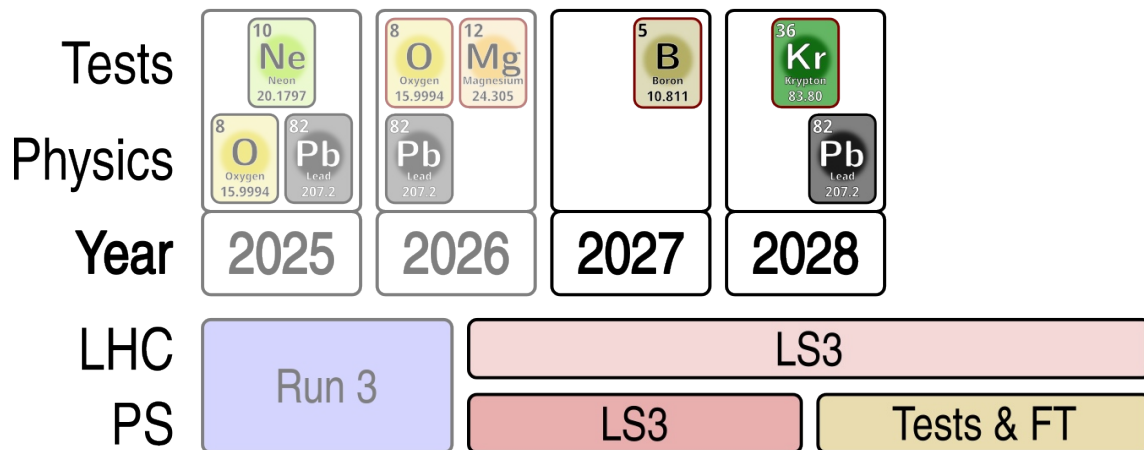 Tests
10
Ne
Neon
20.1797
8
O
Oxygen
15.9994
12
Mg
Magnesium
24.305
5
B
Boron
10.811
36
Kr
Krypton
83.80
Physics
8
O
Oxygen
15.9994
82
Pb
Lead
207.2
82
Pb
Lead
207.2
82
Pb
Lead
207.2
Year 2025 2026 2027 2028
LHC
Run 3
LS3
PS
LS3
Tests & FT